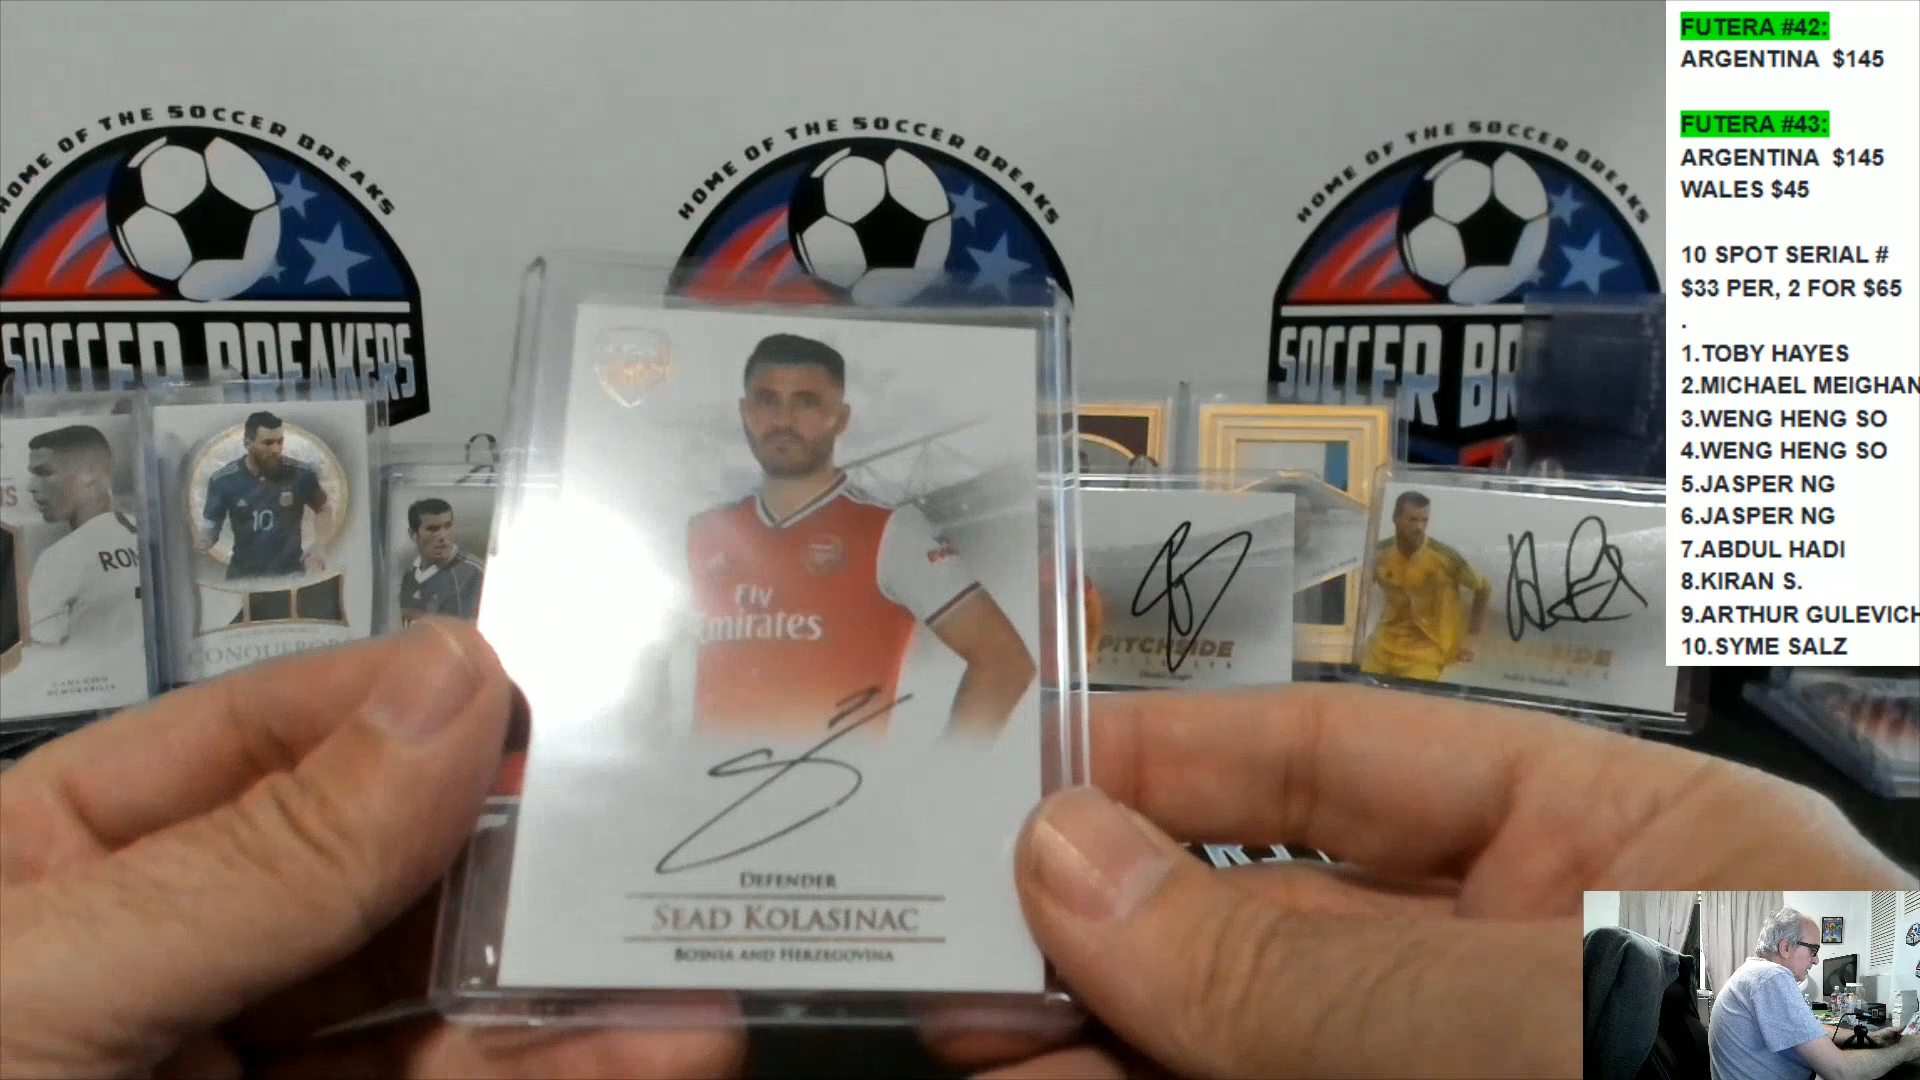 FUTERA #42:
ARGENTINA $145
FUTERA #43:
ARGENTINA $145
WALES $45
10 SPOT SERIAL #
$33 PER, 2 FOR $65
.
1.TOBY HAYES
2.MICHAEL MEIGHAN
3.WENG HENG SO
4.WENG HENG SO
5.JASPER NG
6.JASPER NG
7.ABDUL HADI
8.KIRAN S.
9.ARTHUR GULEVICH
10.SYME SALZ
HOME OF THE SOCCER BREAKS
SOCCER BREAKERS
HOME OF THE SOCCER BREAKS
HOME OF THE SOCCER BREAKS
SOCCER BR
RON
10
CONQUEROR
Fly
Emirates
DEFENDER
SEAD KOLASINAC
BOSNIA AND HERZEGOVINA
PITCHSIDE